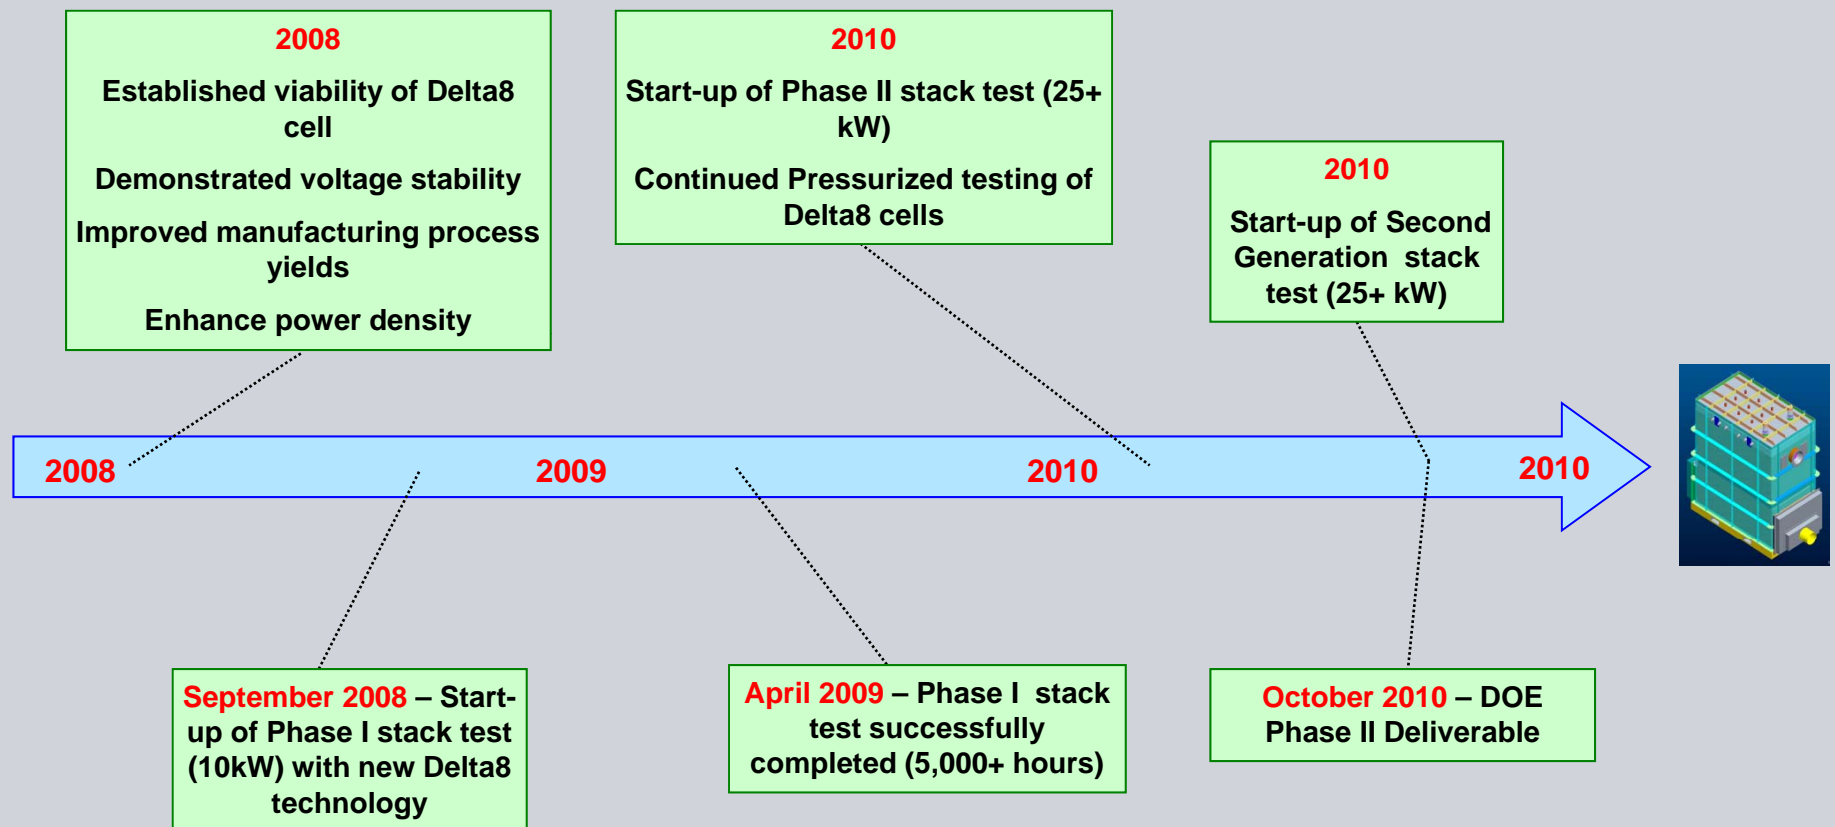 2008
Established viability of Delta8
cell
Demonstrated voltage stability
Improved manufacturing process
yields
Enhance power density
2010
Start-up of Phase II stack test (25+
kW)
Continued Pressurized testing of
Delta8 cells
2010
Start-up of Second
Generation stack
test (25+ kW)
2008 2009 2010 2010
September 2008 – Start-
up of Phase I stack test
(10kW) with new Delta8
technology
April 2009 – Phase I stack
test successfully
completed (5,000+ hours)
October 2010 – DOE
Phase II Deliverable